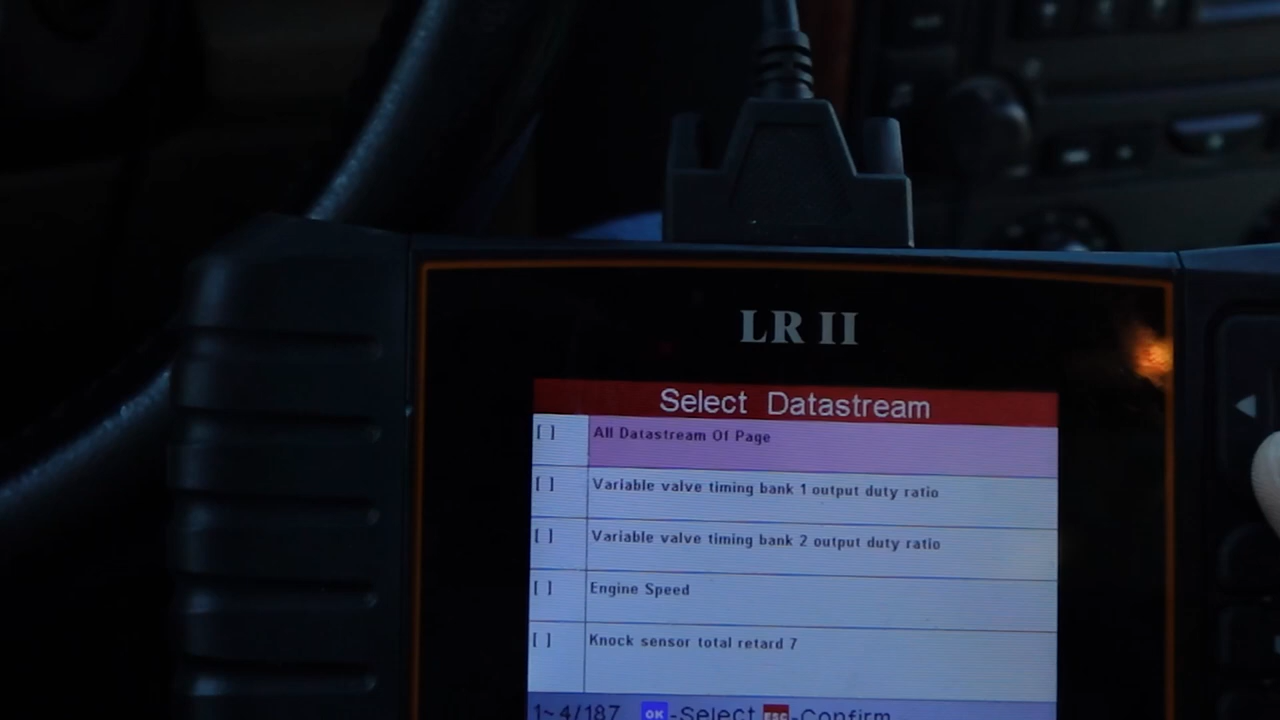 LR II
Select Datastream
[ ] All Datastream Of Page
[ ] Variable valve timing bank 1 output duty ratio
[ ] Variable valve timing bank 2 output duty ratio
[ ] Engine Speed
[ ] Knock sensor total retard 7
1~4/187 OK-Select ESC-Confirm